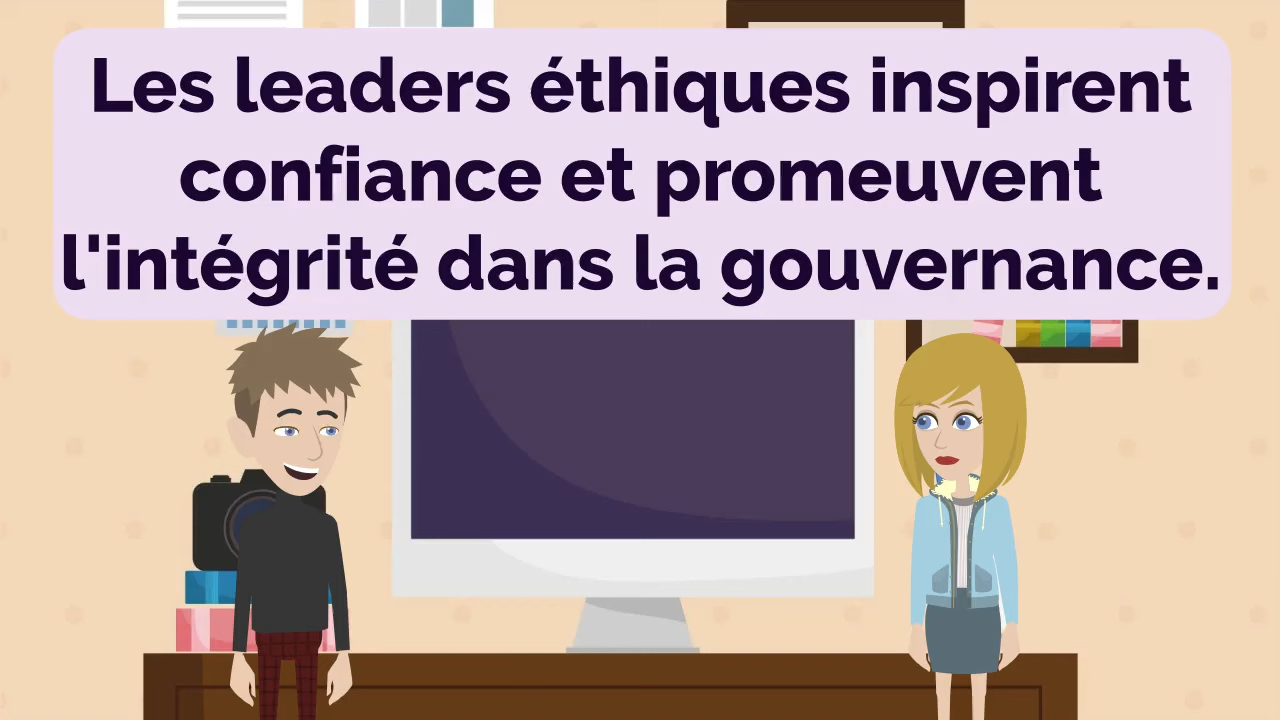 Les leaders éthiques inspirent
confiance et promeuvent
l'intégrité dans la gouvernance.